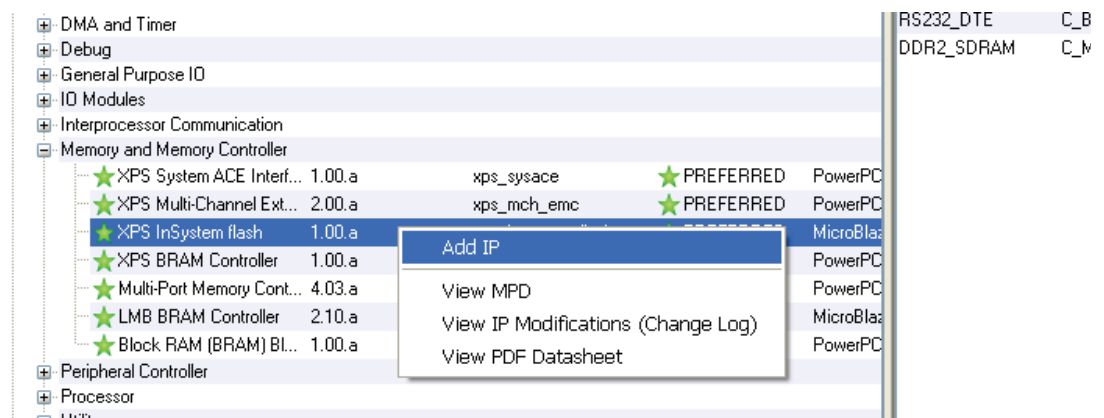 DMA and Timer
RS232_DTE C_B
Debug
DDR2_SDRAM
General Purpose IO
IO Modules
Interprocessor Communication
Memory and Memory Controller
XPS System ACE Interf... 1.00.a xps_sysace PREFERRED PowerPC
XPS Multi-Channel Ext... 2.00.a xps_mch_emc PREFERRED PowerPC
XPS InSystem flash 1.00.a MicroBlaz
Add IP
XPS BRAM Controller 1.00.a PowerPC
View MPD
Multi-Port Memory Cont... 4.03.a PowerPC
View IP Modifications (Change Log)
LMB BRAM Controller 2.10.a MicroBlaz
View PDF Datasheet
Block RAM (BRAM) Bl... 1.00.a PowerPC
Peripheral Controller
Processor